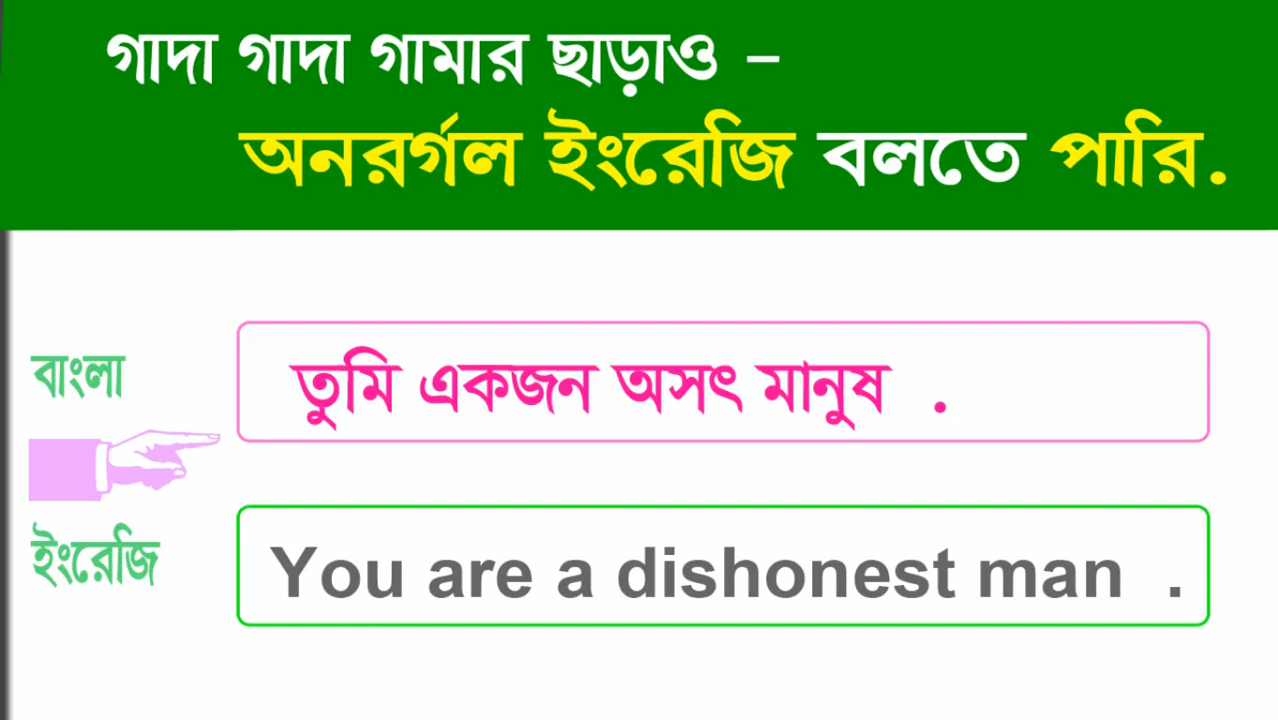 গাদা গাদা গামার ছাড়াও –
অনরর্গল ইংরেজি বলতে পারি.
বাংলা
তুমি একজন অসৎ মানুষ .
ইংরেজি
You are a dishonest man .